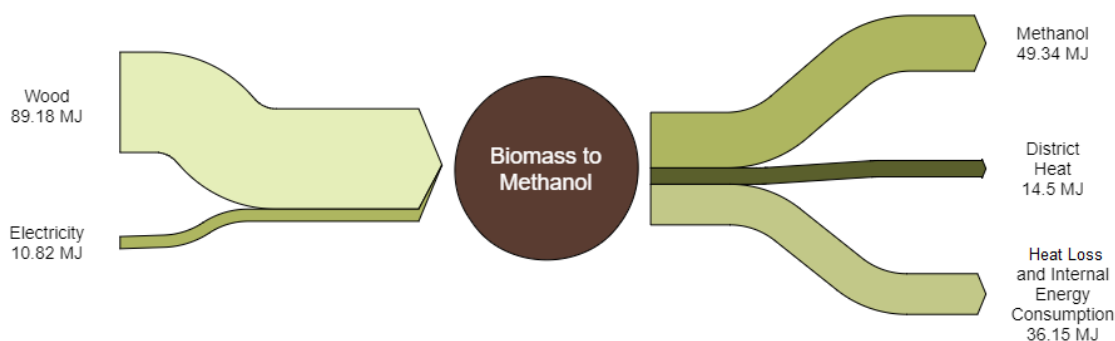 Wood
89.18 MJ
Electricity
10.82 MJ
Biomass to
Methanol
Methanol
49.34 MJ
District
Heat
14.5 MJ
Heat Loss
and Internal
Energy
Consumption
36.15 MJ